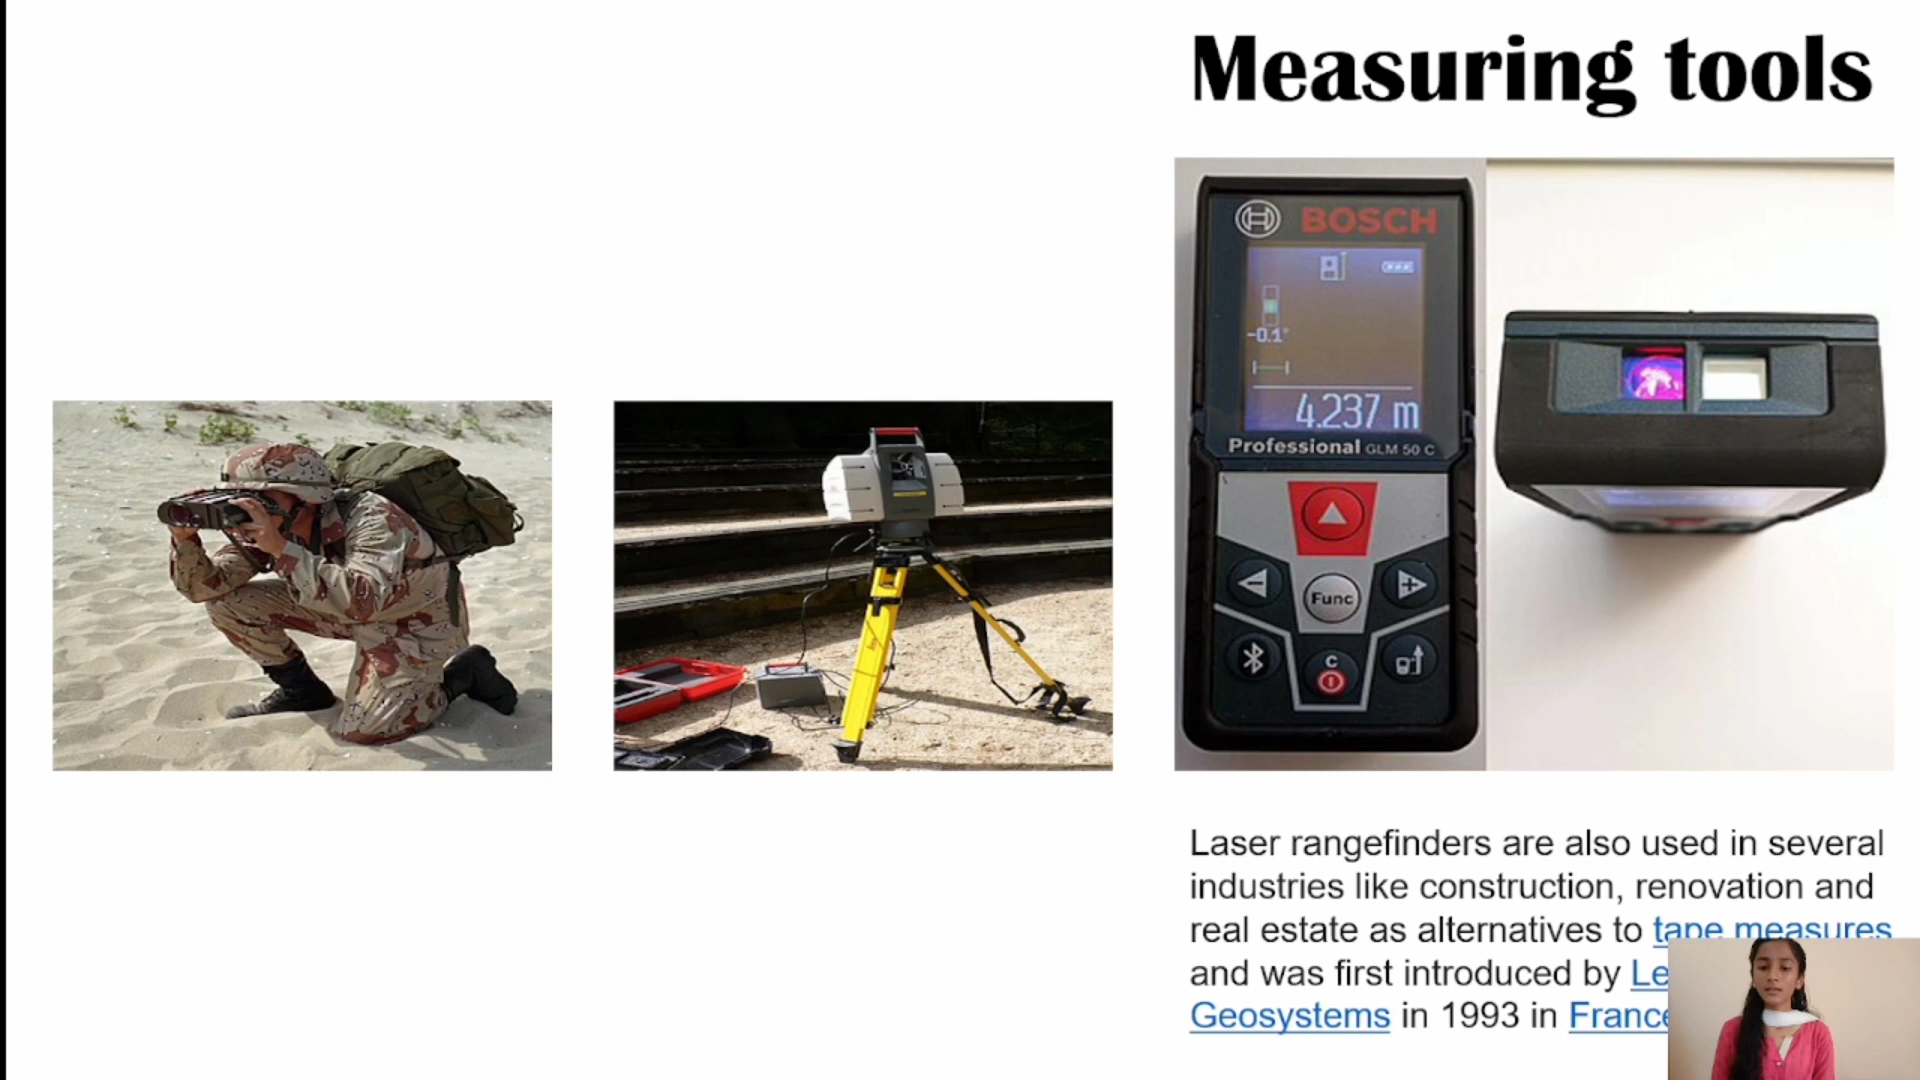 Measuring tools
BOSCH
-0.1°
4.237 m
Professional GLM 50 C
Func
C
Laser rangefinders are also used in several
industries like construction, renovation and
real estate as alternatives to tape measures
and was first introduced by
Geosystems in 1993 in France